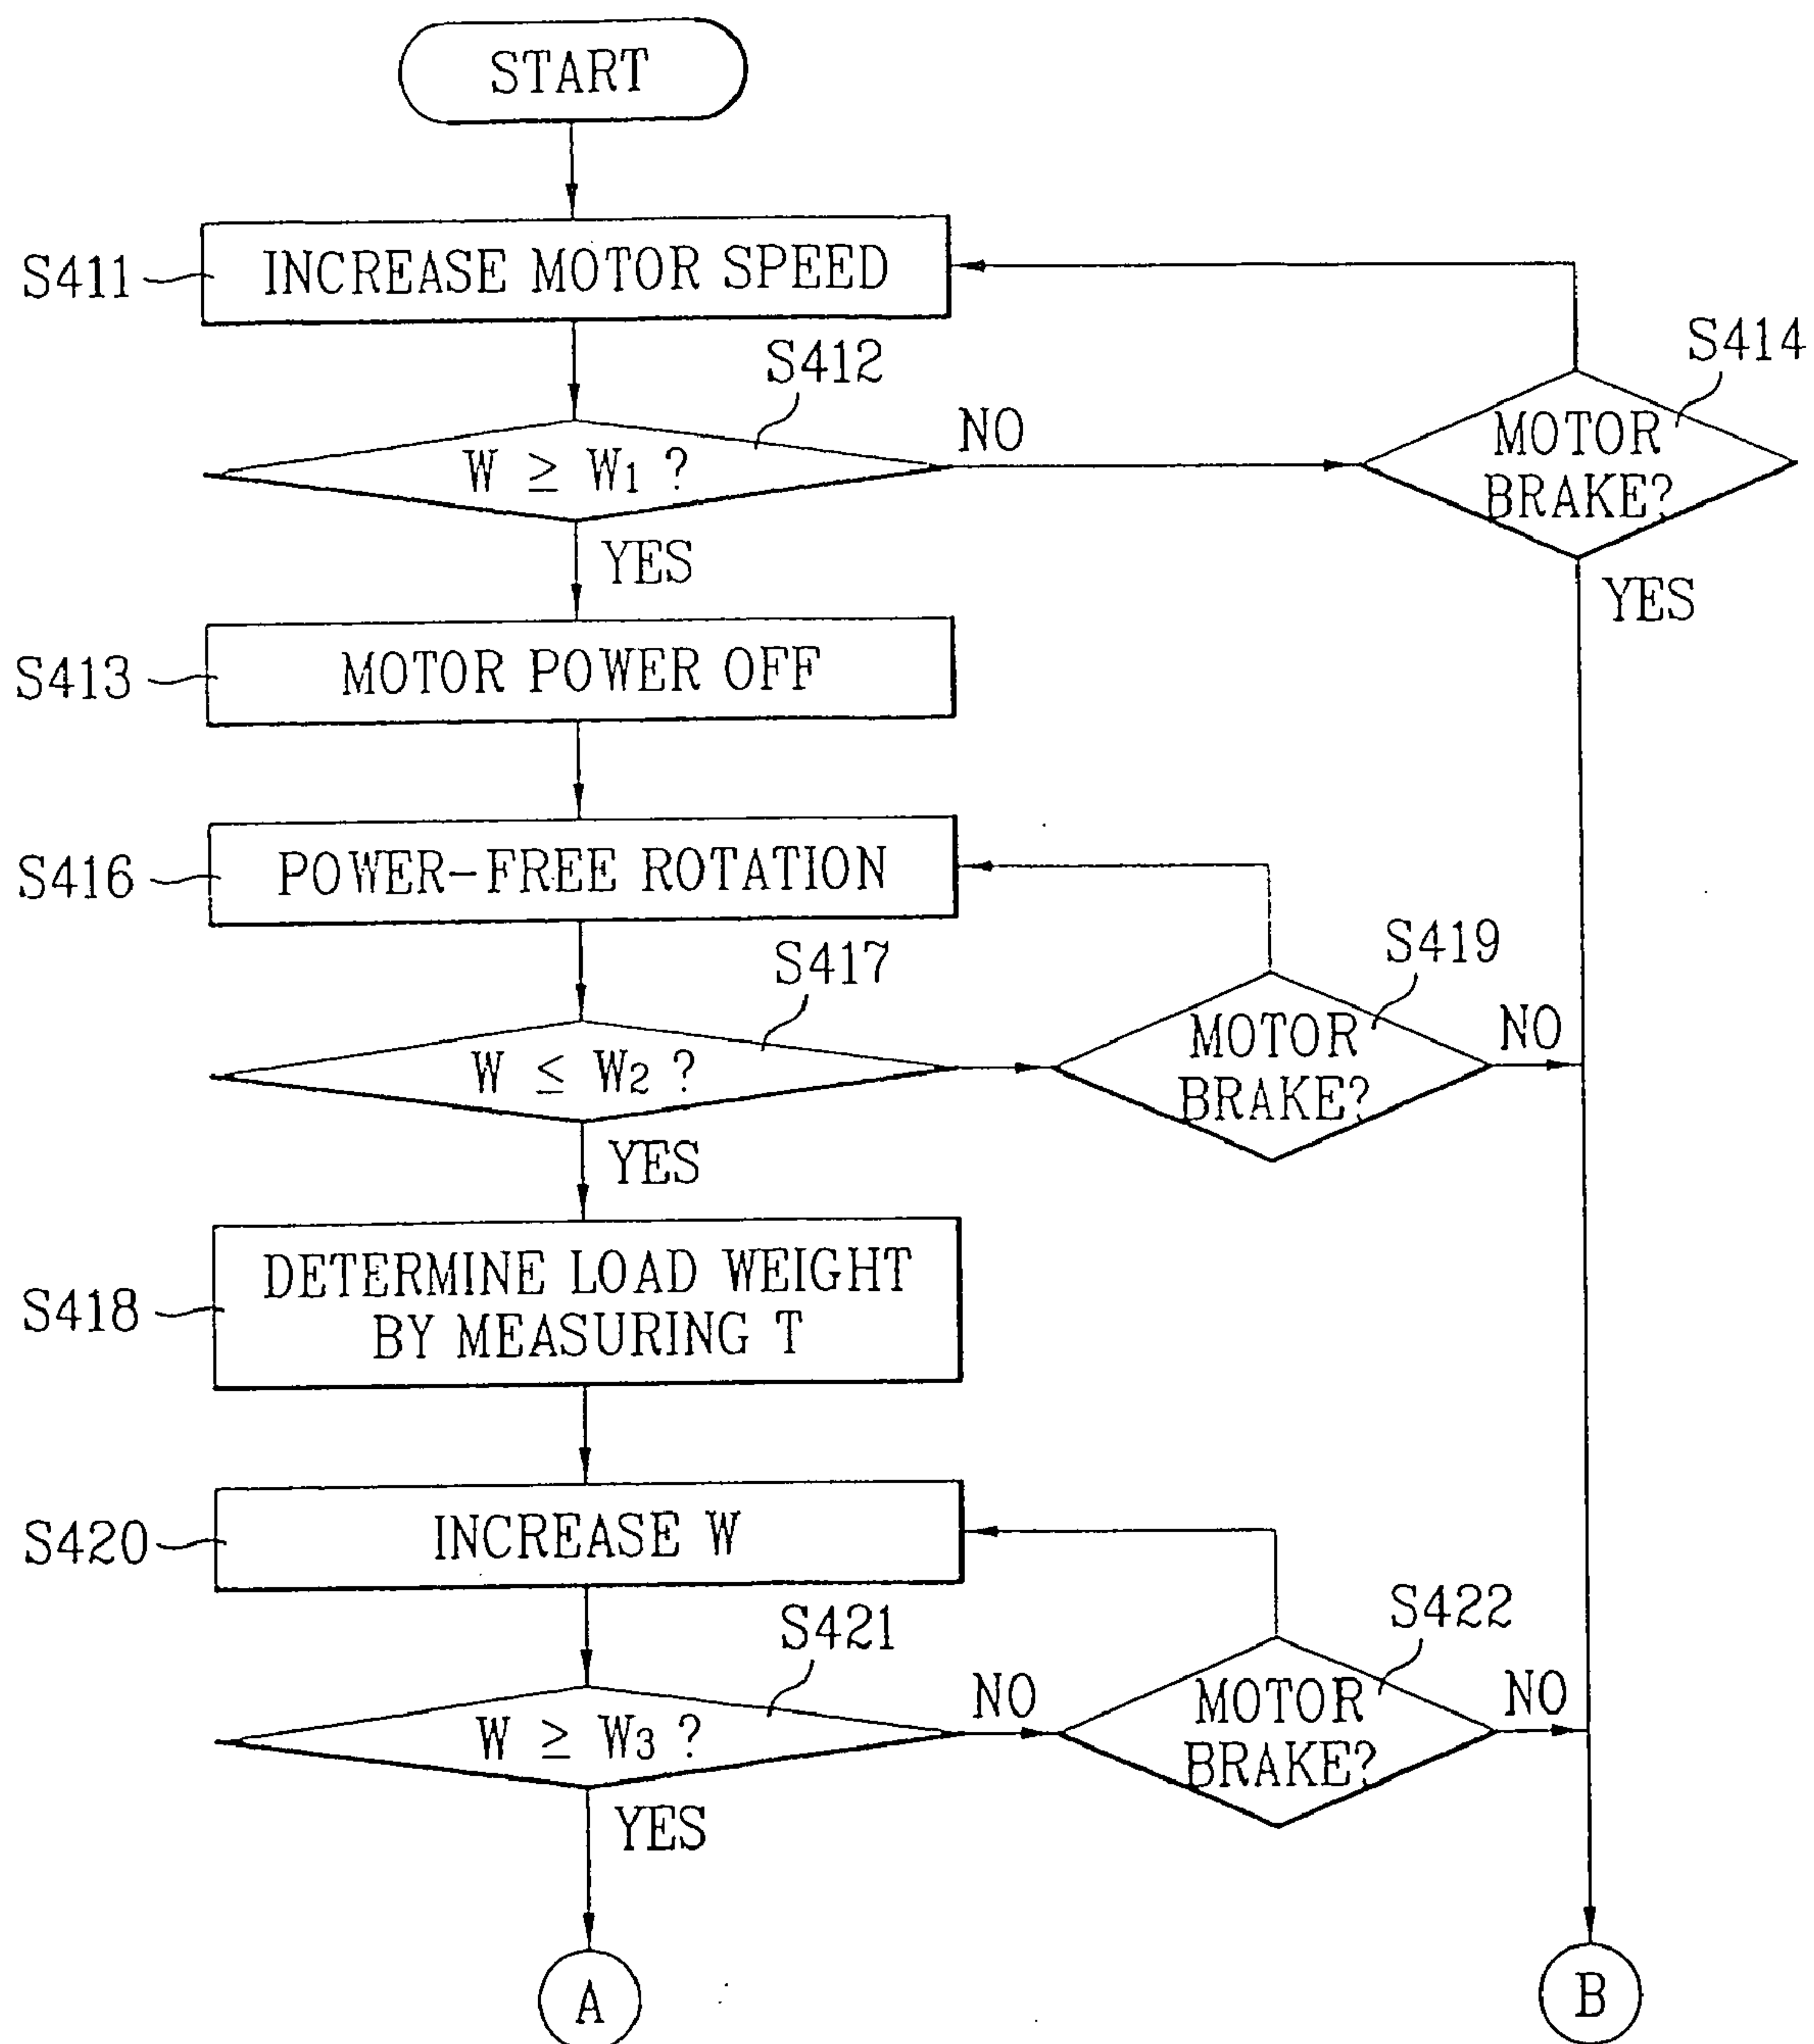 START
S411
INCREASE MOTOR SPEED
S412
S414
W ≥ W1 ?
NO
MOTOR
BRAKE?
YES
YES
S413
MOTOR POWER OFF
S416
POWER-FREE ROTATION
S417
S419
W ≤ W2 ?
MOTOR
BRAKE?
NO
YES
S418
DETERMINE LOAD WEIGHT
BY MEASURING T
S420
INCREASE W
S421
S422
W ≥ W3 ?
NO
MOTOR
BRAKE?
NO
YES
A
B